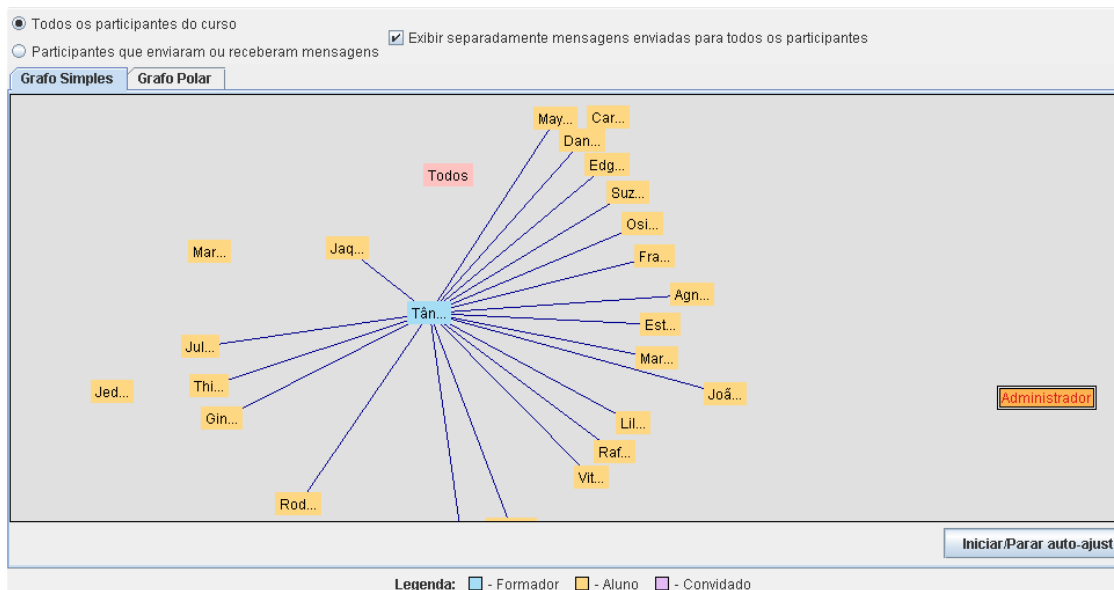 Todos os participantes do curso
Participantes que enviaram ou receberam mensagens
Exibir separadamente mensagens enviadas para todos os participantes
Grafo Simples Grafo Polar
May... Car...
Dan...
Edg...
Todos
Suz...
Osi...
Mar... Jaq...
Fra...
Agn...
Tân...
Est...
Jul...
Mar...
Thi...
Jed... Joã... Administrador
Gin...
Lil...
Raf...
Vit...
Rod...
Iniciar/Parar auto-ajust
Legenda: - Formador - Aluno - Convidado